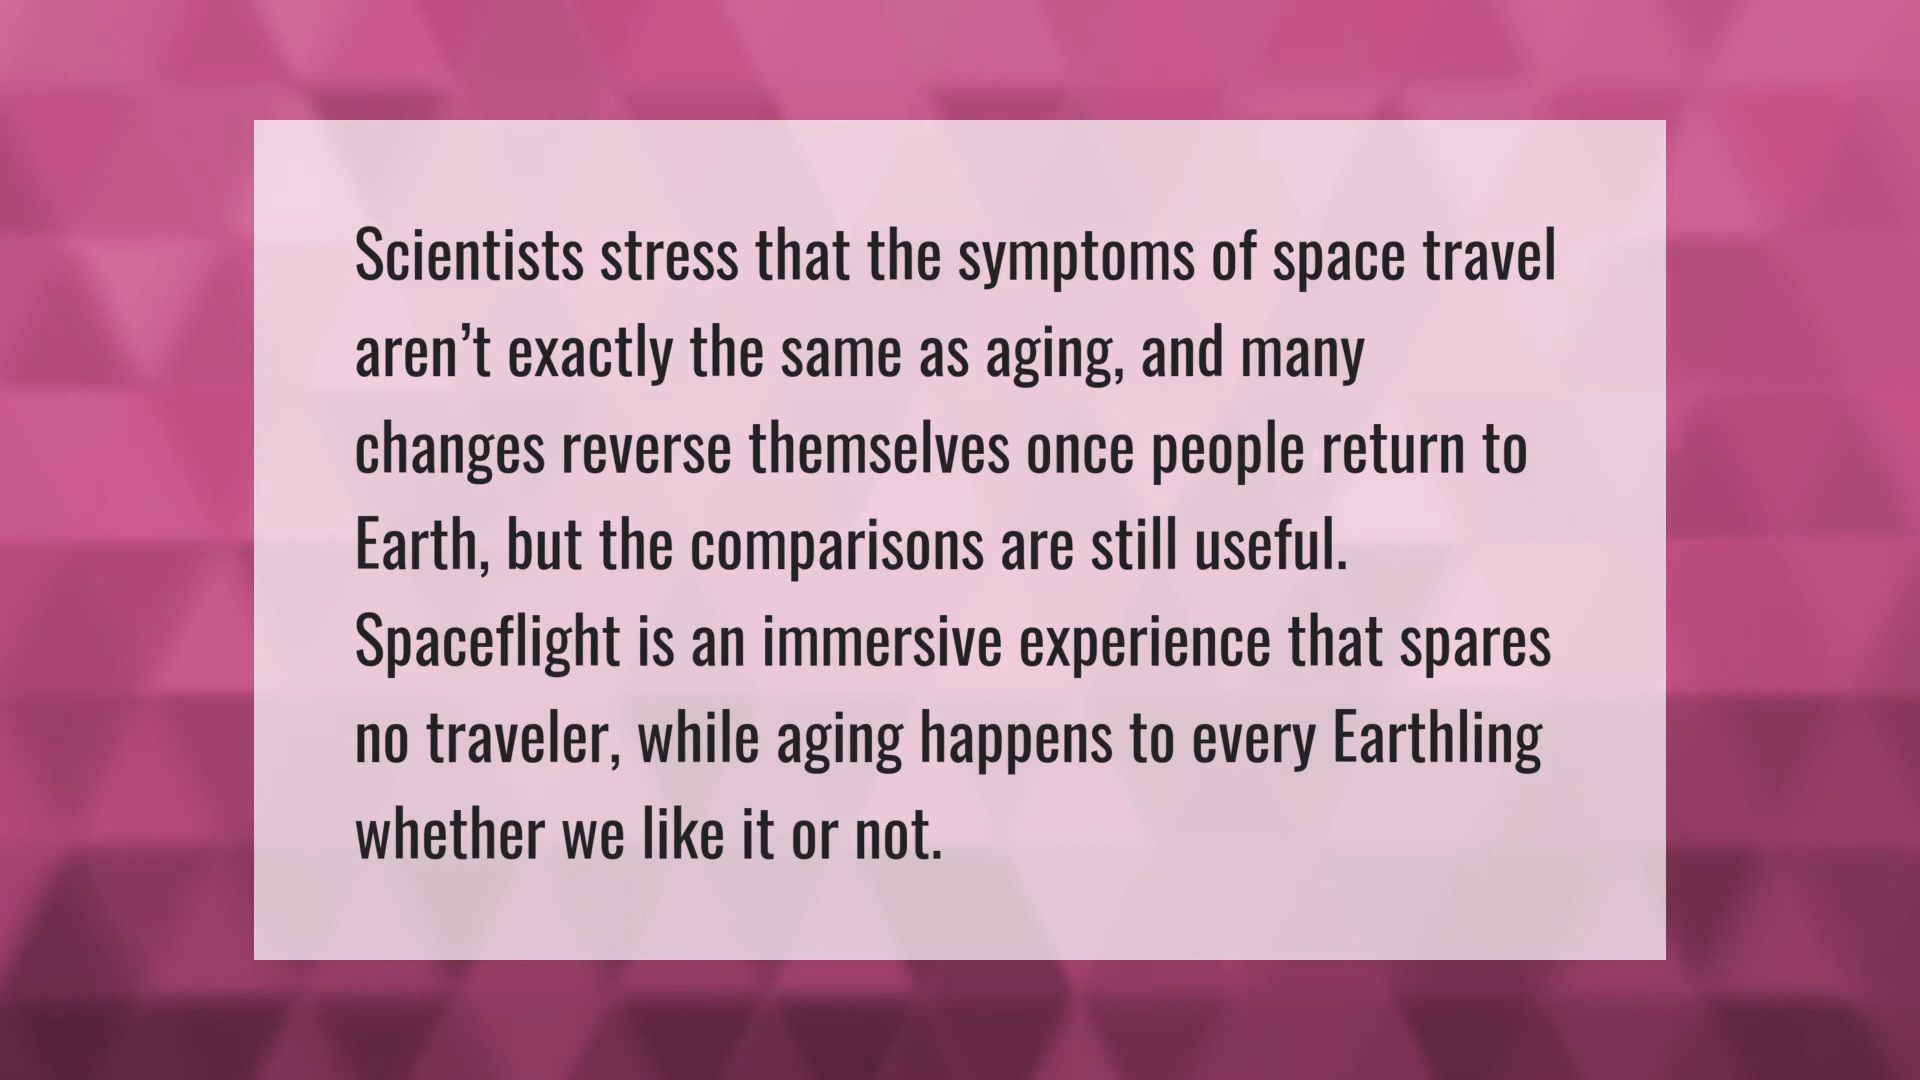 Scientists stress that the symptoms of space travel
aren’t exactly the same as aging, and many
changes reverse themselves once people return to
Earth, but the comparisons are still useful.
Spaceflight is an immersive experience that spares
no traveler, while aging happens to every Earthling
whether we like it or not.